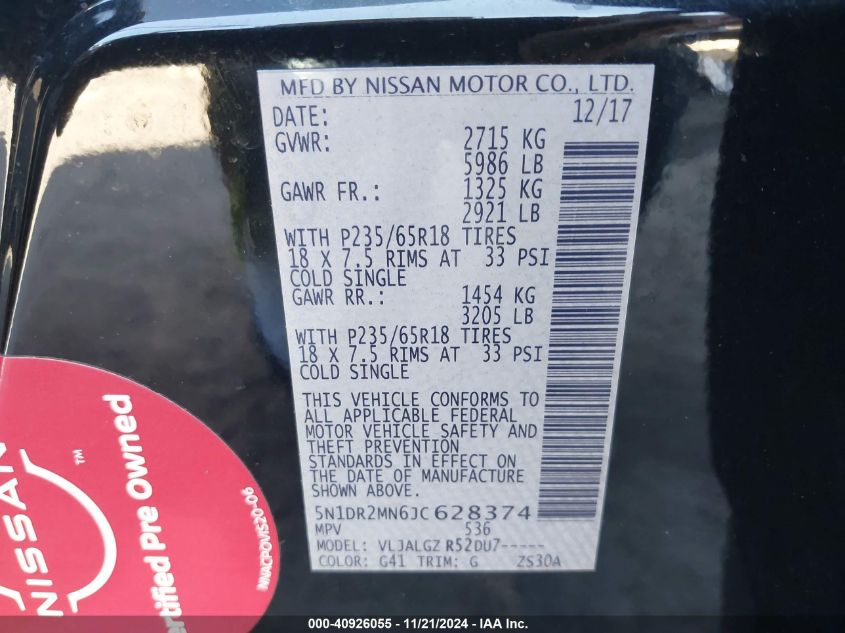 MFD BY NISSAN MOTOR CO., LTD.
DATE: 12/17
GVWR: 2715 KG
5986 LB
GAWR FR.: 1325 KG
2921 LB
WITH P235/65R18 TIRES
18 X 7.5 RIMS AT 33 PSI
COLD SINGLE
GAWR RR.: 1454 KG
3205 LB
WITH P235/65R18 TIRES
18 X 7.5 RIMS AT 33 PSI
COLD SINGLE
THIS VEHICLE CONFORMS TO
ALL APPLICABLE FEDERAL
MOTOR VEHICLE SAFETY AND
THEFT PREVENTION
STANDARDS IN EFFECT ON
THE DATE OF MANUFACTURE
SHOWN ABOVE.
5N1DR2MN6JC628374
MPV 536
MODEL: VLJALGZ R52DU7-----
COLOR: G41 TRIM: G ZS30A
NISSAN
™
Certified Pre Owned
NNACPOVIS20-06
000-40926055 — 11/21/2024 — IAA Inc.